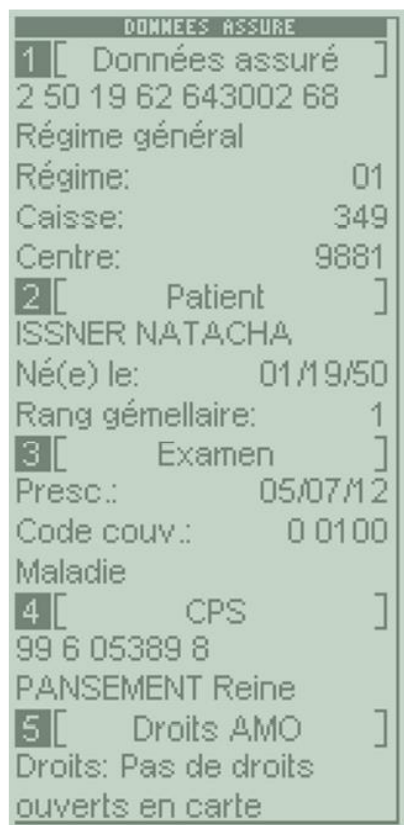 DONNEES ASSURE
1 [ Données assuré ]
2 50 19 62 643002 68
Régime général
Régime: 01
Caisse: 349
Centre: 9881
2 [ Patient ]
ISSNER NATACHA
Né(e) le: 01/19/50
Rang gémellaire: 1
3 [ Examen ]
Presc.: 05/07/12
Code couv.: 0 0100
Maladie
4 [ CPS ]
99 6 05389 8
PANSEMENT Reine
5 [ Droits AMO ]
Droits: Pas de droits
ouverts en carte